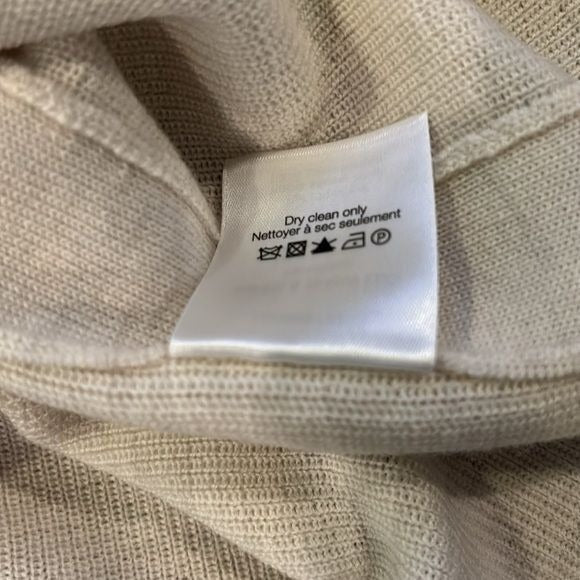 Dry clean only
Nettoyer à sec seulement
P